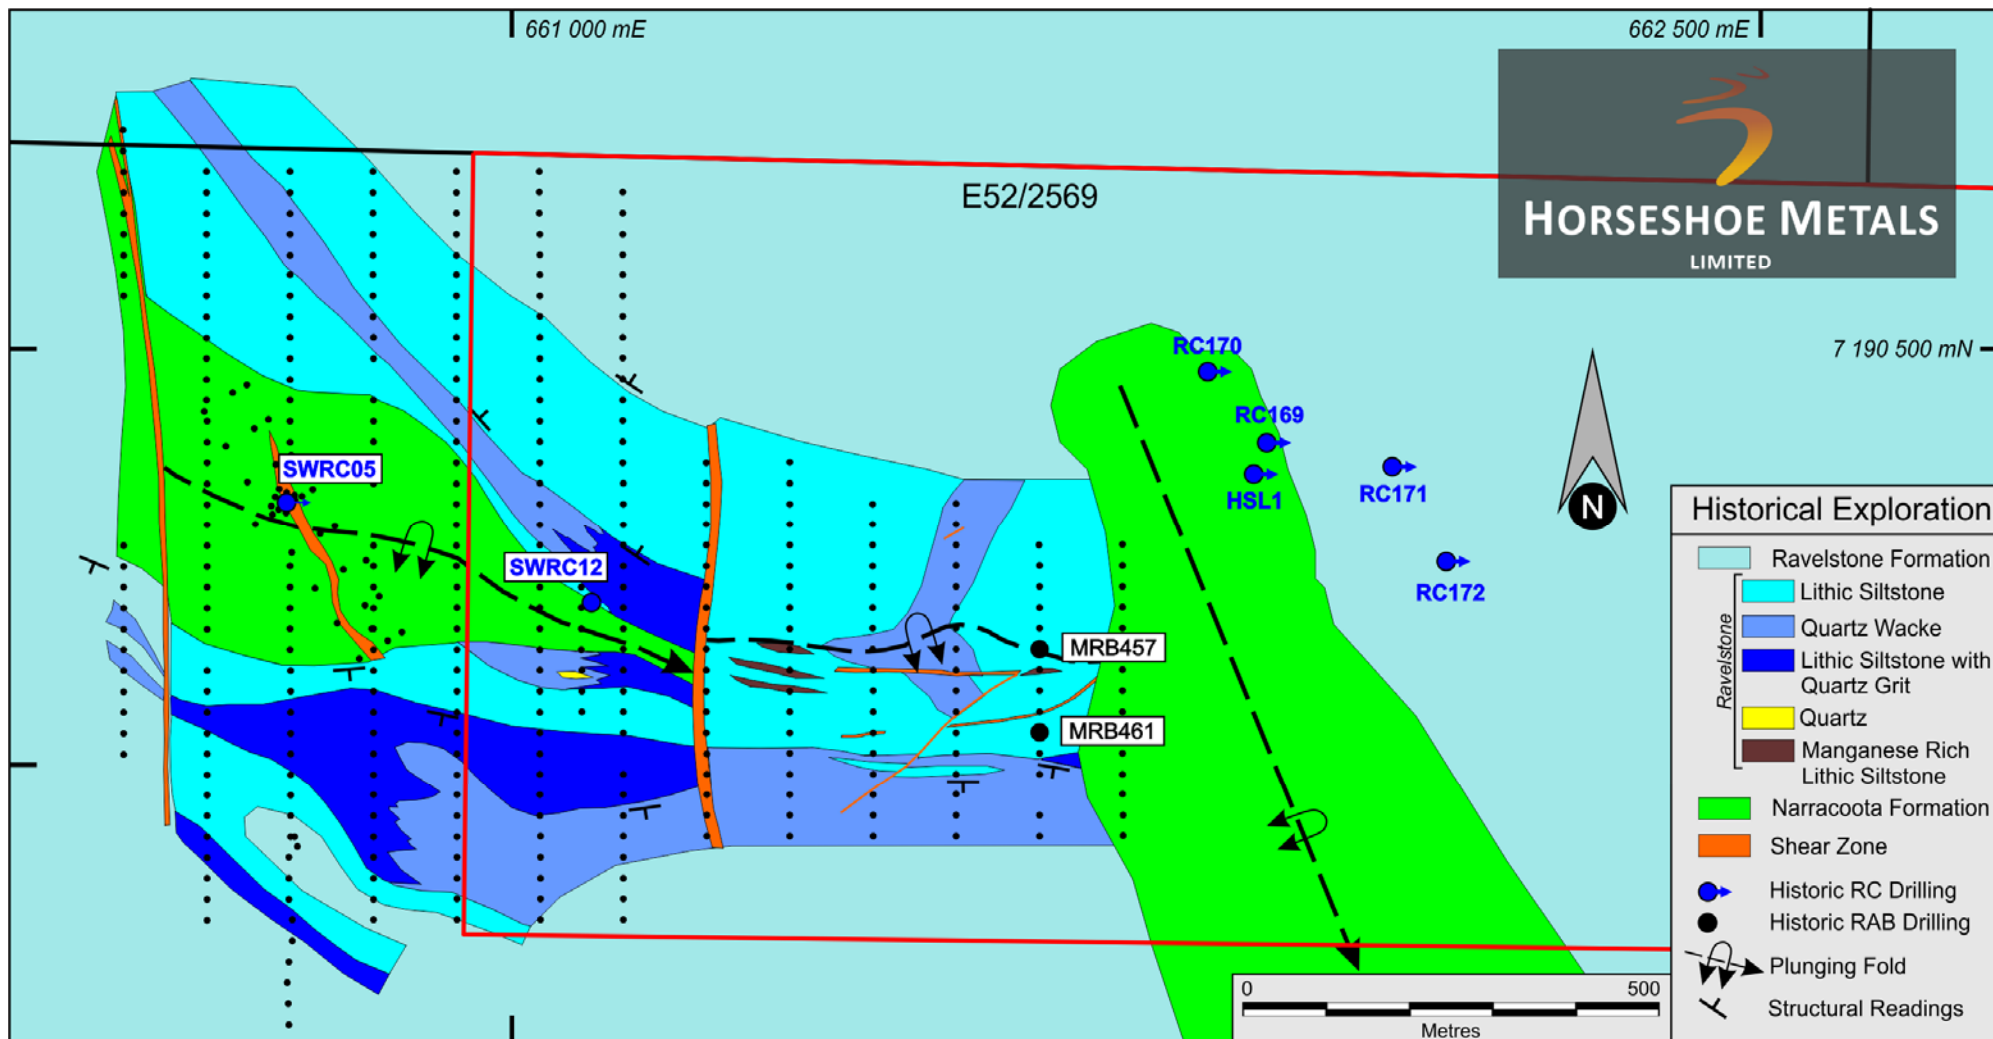 661 000 mE
662 500 mE
E52/2569
HORSESHOE METALS
LIMITED
7 190 500 mN
RC170
RC169
HSL1
RC171
RC172
SWRC05
SWRC12
MRB457
MRB461
N
Historical Exploration
Ravelstone Formation
Ravelstone
Lithic Siltstone
Quartz Wacke
Lithic Siltstone with
Quartz Grit
Quartz
Manganese Rich
Lithic Siltstone
Narracoota Formation
Shear Zone
Historic RC Drilling
Historic RAB Drilling
Plunging Fold
Structural Readings
0 500
Metres